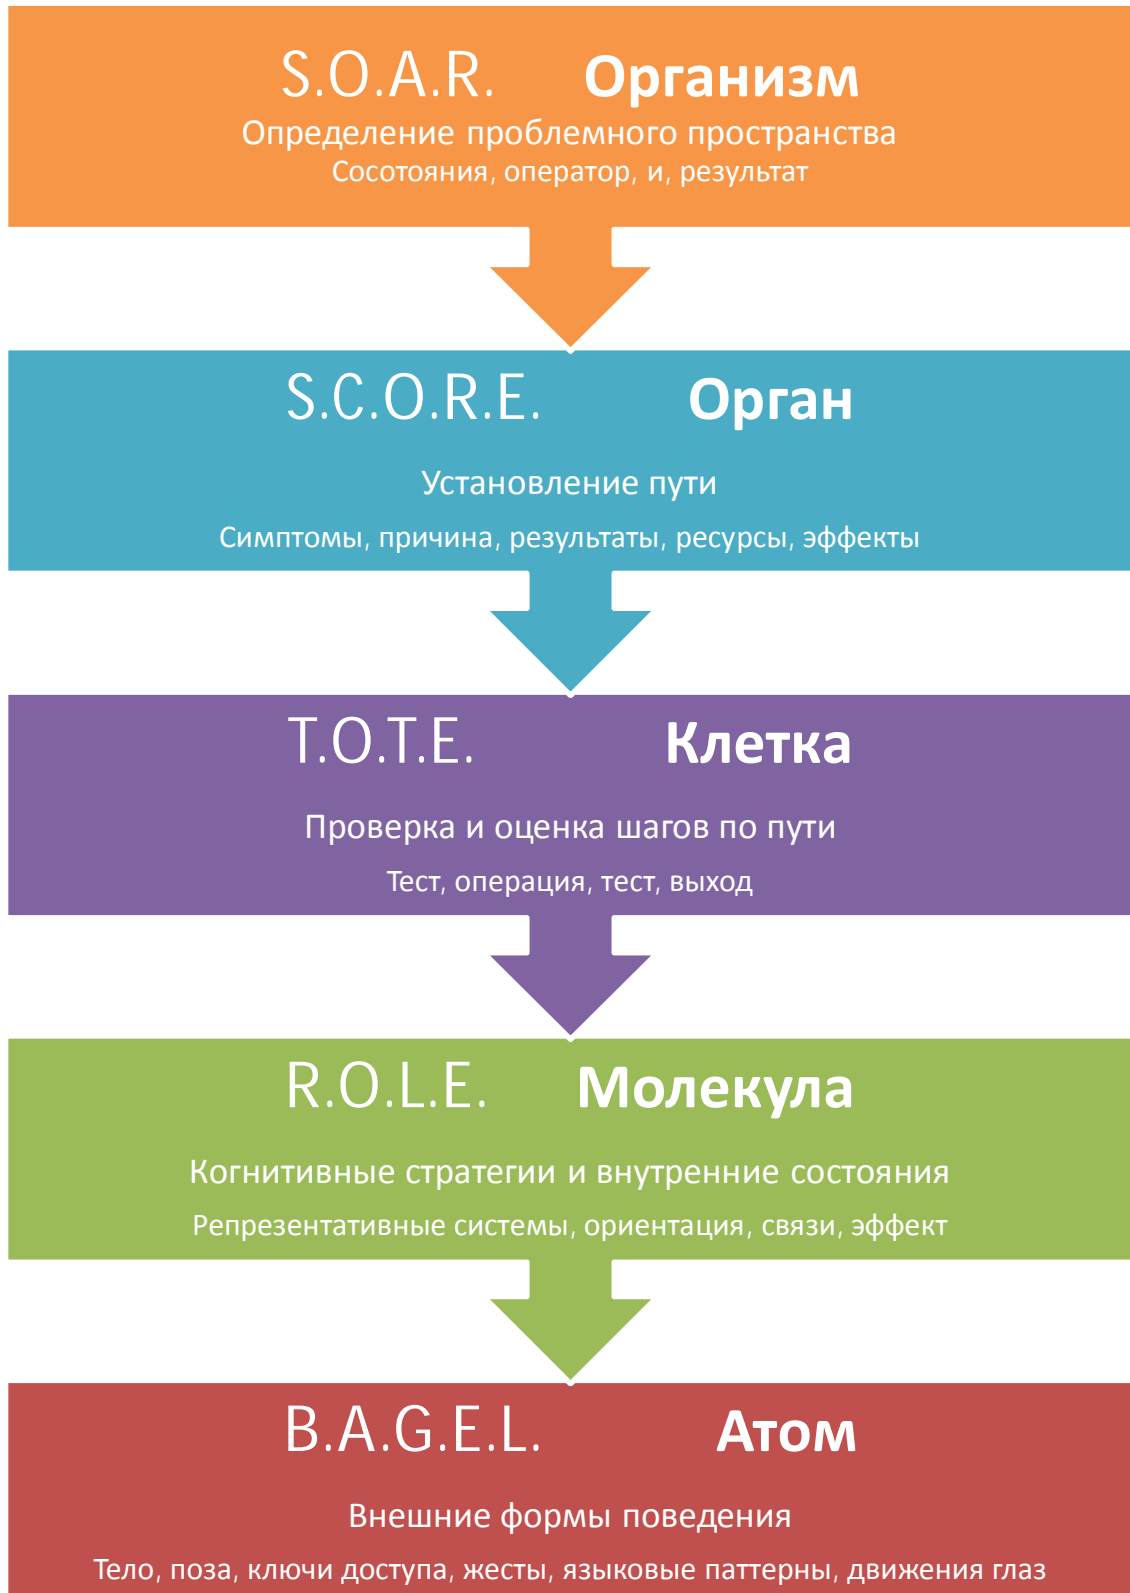 S.O.A.R. Организм
Определение проблемного пространства
Сосотояния, оператор, и, результат
S.C.O.R.E. Орган
Установление пути
Симптомы, причина, результаты, ресурсы, эффекты
T.O.T.E. Клетка
Проверка и оценка шагов по пути
Тест, операция, тест, выход
R.O.L.E. Молекула
Когнитивные стратегии и внутренние состояния
Репрезентативные системы, ориентация, связи, эффект
B.A.G.E.L. Атом
Внешние формы поведения
Тело, поза, ключи доступа, жесты, языковые паттерны, движения глаз